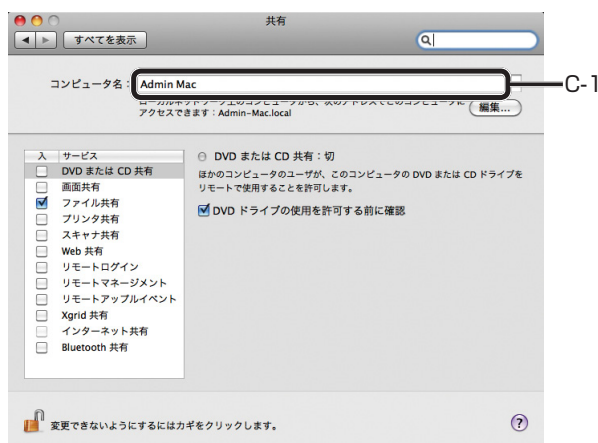 共有
すべてを表示
コンピュータ名：Admin Mac
C-1
ローカルネットワーク上のコンピュータから、次のアドレスでこのコンピュータに
アクセスできます：Admin-Mac.local
編集...
入 サービス
DVD または CD 共有
画面共有
ファイル共有
プリンタ共有
スキャナ共有
Web 共有
リモートログイン
リモートマネージメント
リモートアップルイベント
Xgrid 共有
インターネット共有
Bluetooth 共有
DVD または CD 共有：切
ほかのコンピュータのユーザが、このコンピュータの DVD または CD ドライブを
リモートで使用することを許可します。
DVD ドライブの使用を許可する前に確認
変更できないようにするにはカギをクリックします。
?